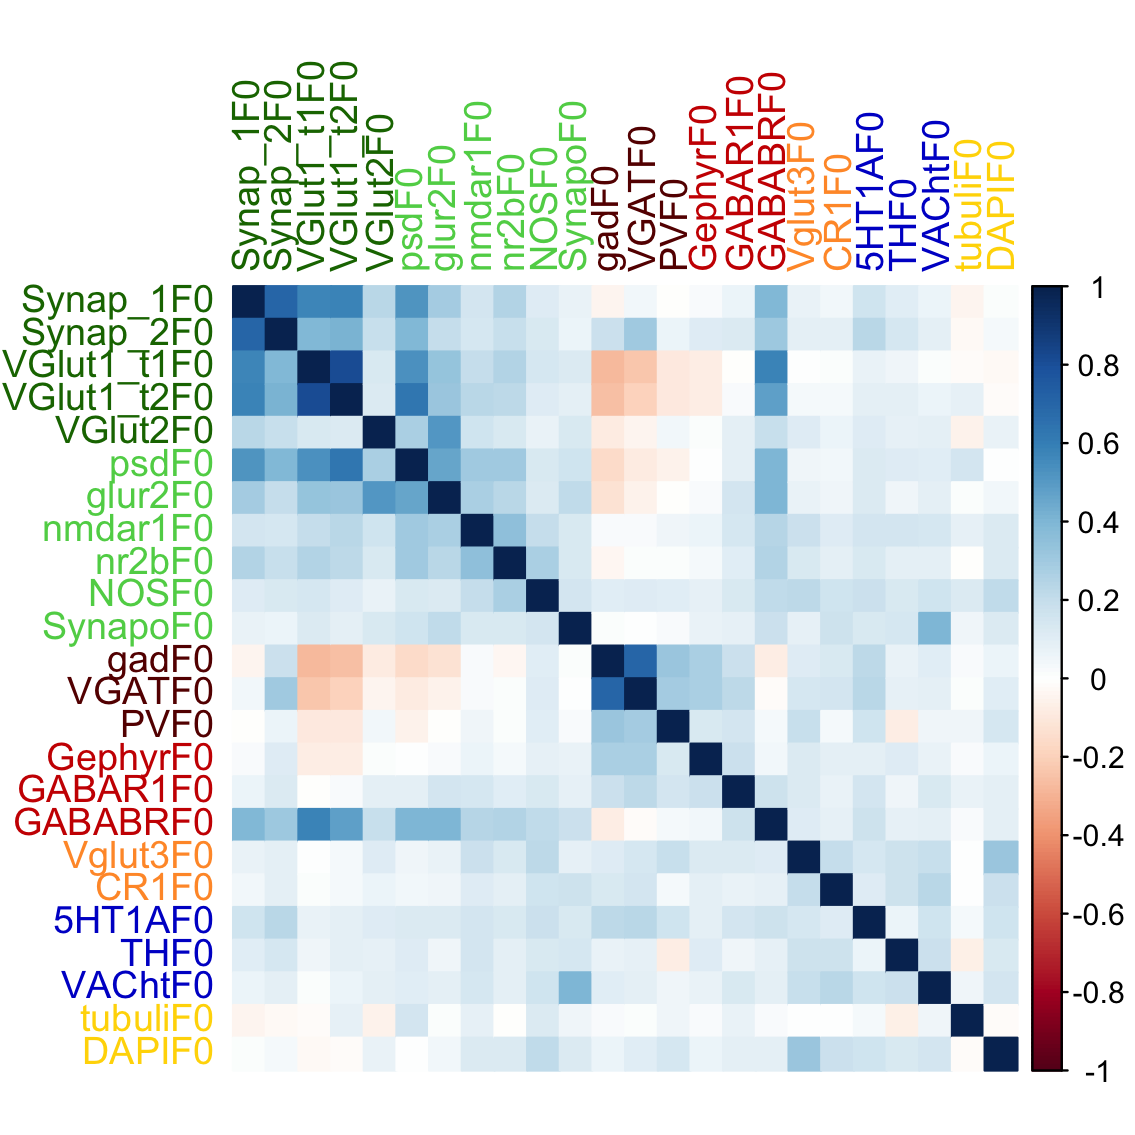 Synap_1F0
Synap_2F0
VGlut1_t1F0
VGlut1_t2F0
VGlut2F0
psdF0
glur2F0
nmdar1F0
nr2bF0
NOSF0
SynapoF0
gadF0
VGATF0
PVF0
GephyrF0
GABAR1F0
GABABRF0
Vglut3F0
CR1F0
5HT1AF0
THF0
VAChtF0
tubuliF0
DAPIF0
Synap_1F0
Synap_2F0
VGlut1_t1F0
VGlut1_t2F0
VGlut2F0
psdF0
glur2F0
nmdar1F0
nr2bF0
NOSF0
SynapoF0
gadF0
VGATF0
PVF0
GephyrF0
GABAR1F0
GABABRF0
Vglut3F0
CR1F0
5HT1AF0
THF0
VAChtF0
tubuliF0
DAPIF0
1
0.8
0.6
0.4
0.2
0
-0.2
-0.4
-0.6
-0.8
-1